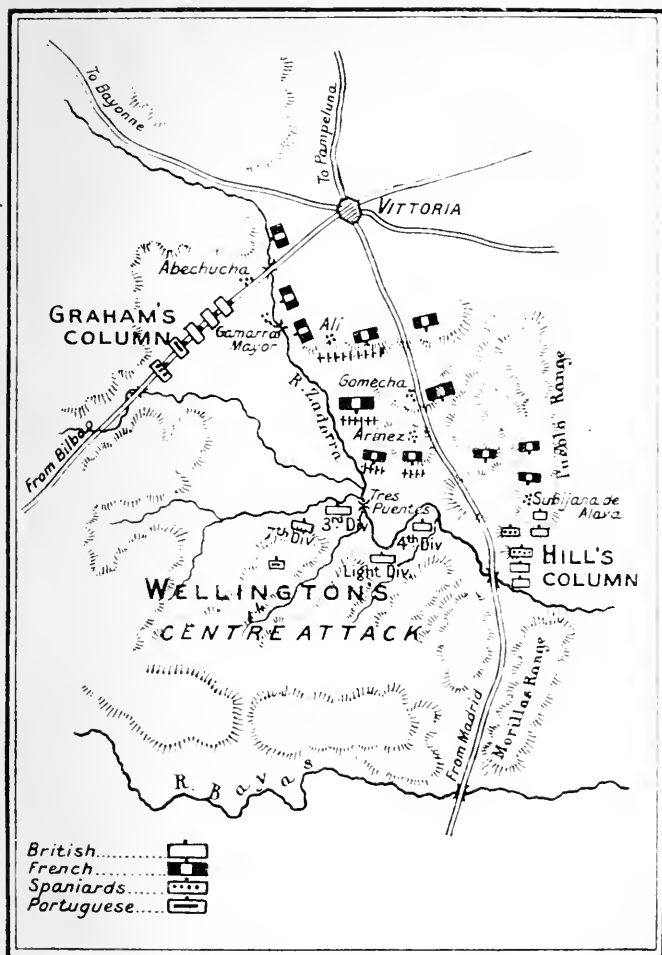 To Bayonne
To Pampeluna
VITTORIA
Abechucha
GRAHAM'S
COLUMN
Gamarra
Mayor
Ali
R. Zadorra
Gomecha
Puebla Range
Armez
From Bilbao
Tres
Puentes
Subijana de
Alava
3rd Div
7th Div
4th Div
Light Div.
HILL'S
COLUMN
WELLINGTONS
CENTRE ATTACK
From Madrid
Morillas Range
R. Bayas
British
French
Spaniards
Portuguese